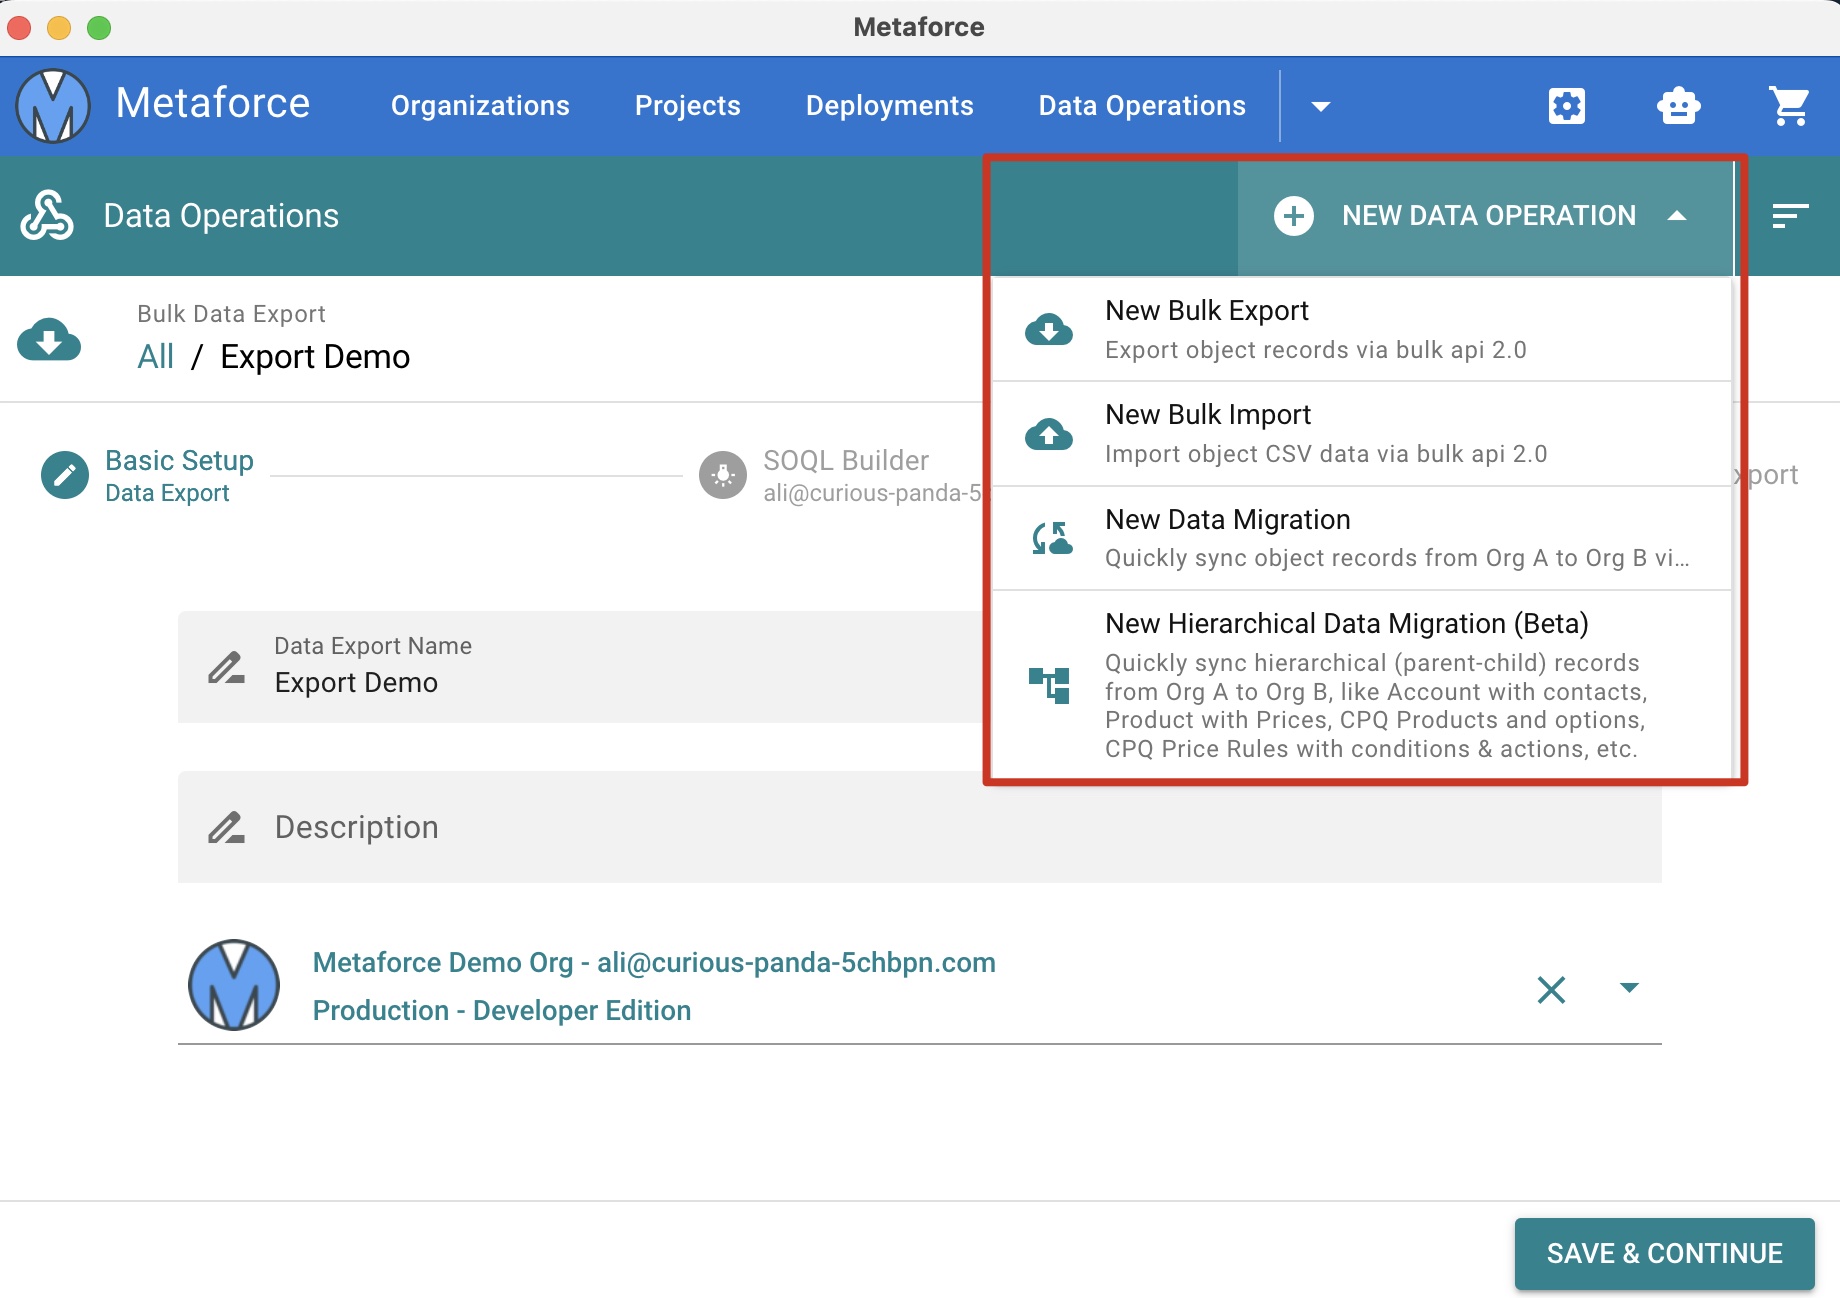 Metaforce
Metaforce
Organizations
Projects
Deployments
Data Operations
Data Operations
NEW DATA OPERATION
Bulk Data Export
All / Export Demo
New Bulk Export
Export object records via bulk api 2.0
New Bulk Import
Import object CSV data via bulk api 2.0
New Data Migration
Quickly sync object records from Org A to Org B vi...
New Hierarchical Data Migration (Beta)
Quickly sync hierarchical (parent-child) records
from Org A to Org B, like Account with contacts,
Product with Prices, CPQ Products and options,
CPQ Price Rules with conditions & actions, etc.
Basic Setup
Data Export
SOQL Builder
ali@curious-panda-5
xport
Data Export Name
Export Demo
Description
Metaforce Demo Org - ali@curious-panda-5chbpn.com
Production - Developer Edition
SAVE & CONTINUE